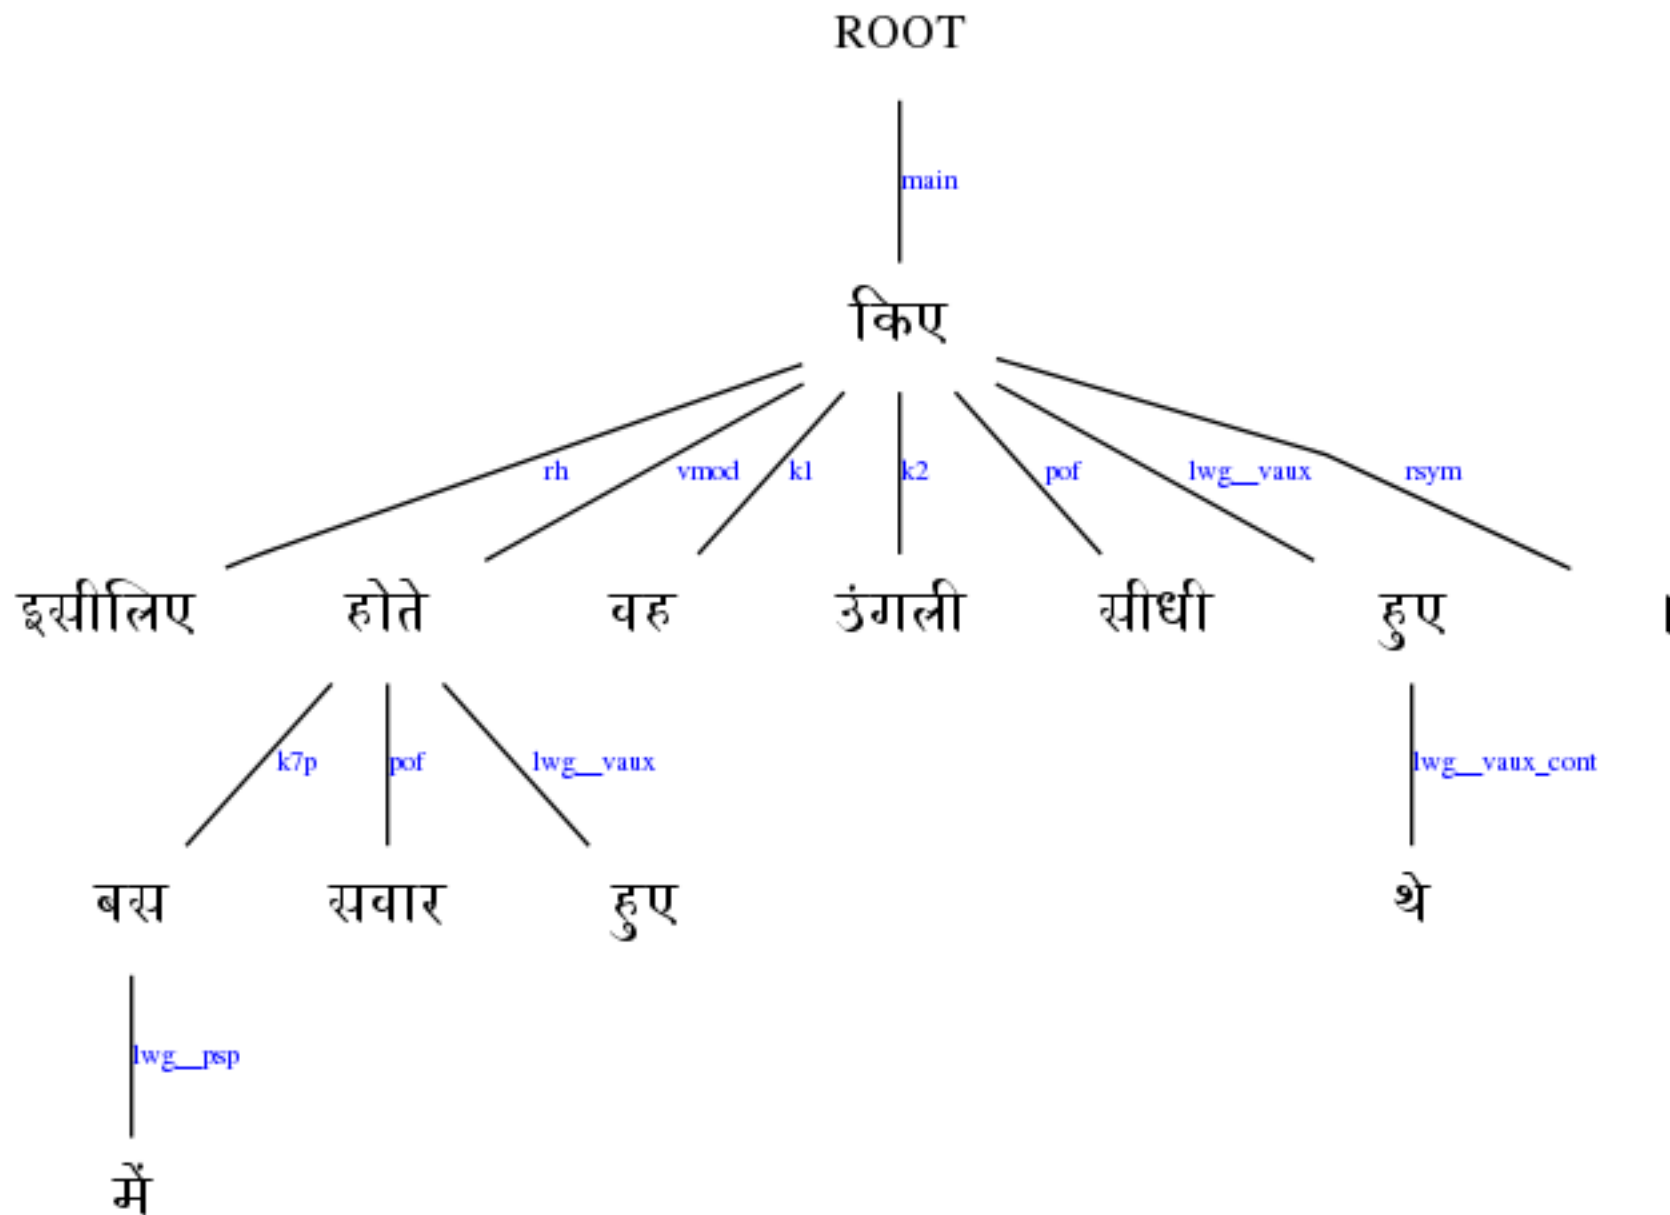 ROOT
main
किए
rh vmod k1 k2 pof lwg__vaux rsym
इसीलिए होते वह उंगली सीधी हुए ।
k7p pof lwg__vaux lwg__vaux_cont
बस सवार हुए थे
lwg__psp
में